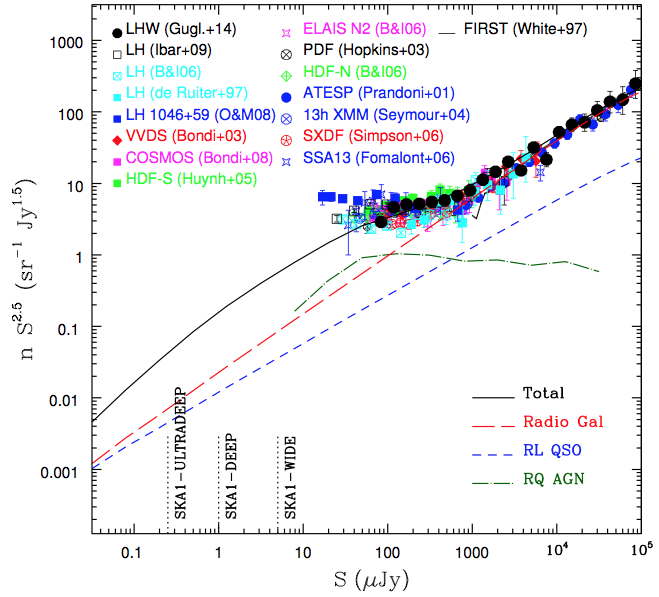 LHW (Gugl.+14)
LH (Ibar+09)
LH (B&I06)
LH (de Ruiter+97)
LH 1046+59 (O&M08)
VVDS (Bondi+03)
COSMOS (Bondi+08)
HDF-S (Huynh+05)
ELAIS N2 (B&I06)
PDF (Hopkins+03)
HDF-N (B&I06)
ATESP (Prandoni+01)
13h XMM (Seymour+04)
SXDF (Simpson+06)
SSA13 (Fomalont+06)
FIRST (White+97)
1000
100
10
1
0.1
0.01
0.001
n S^2.5 (sr^-1 Jy^1.5)
Total
Radio Gal
RL QSO
RQ AGN
SKA1-ULTRADEEP
SKA1-DEEP
SKA1-WIDE
0.1 1 10 100 1000 10^4 10^5
S (μJy)